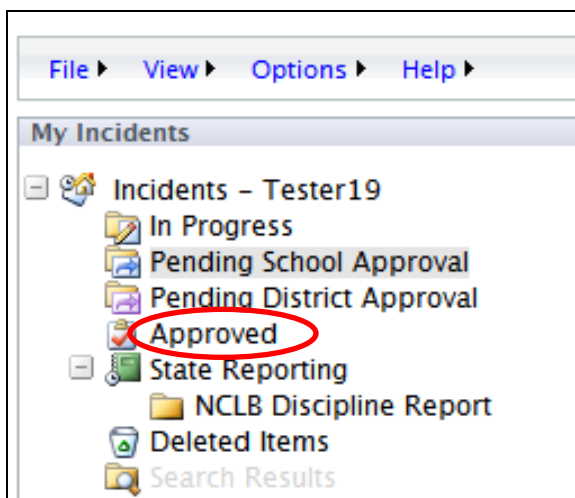 File View Options Help
My Incidents
Incidents – Tester19
In Progress
Pending School Approval
Pending District Approval
Approved
State Reporting
NCLB Discipline Report
Deleted Items
Search Results